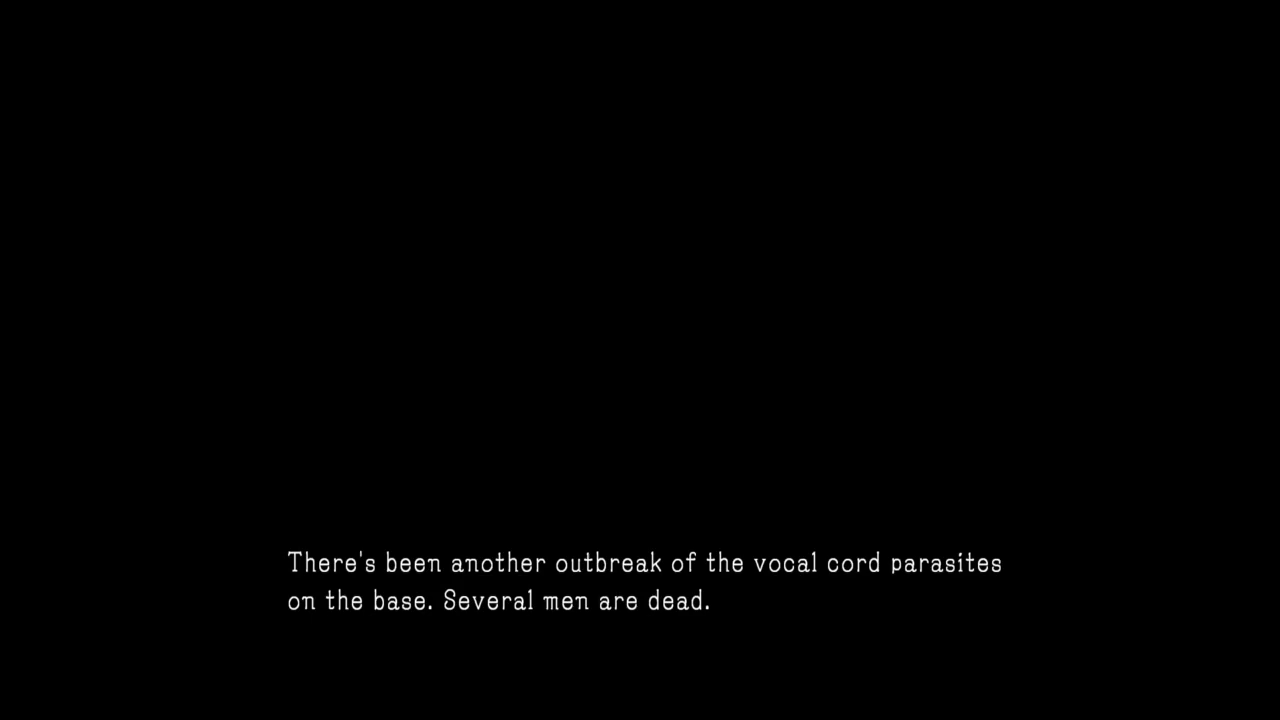 There's been another outbreak of the vocal cord parasites
on the base. Several men are dead.